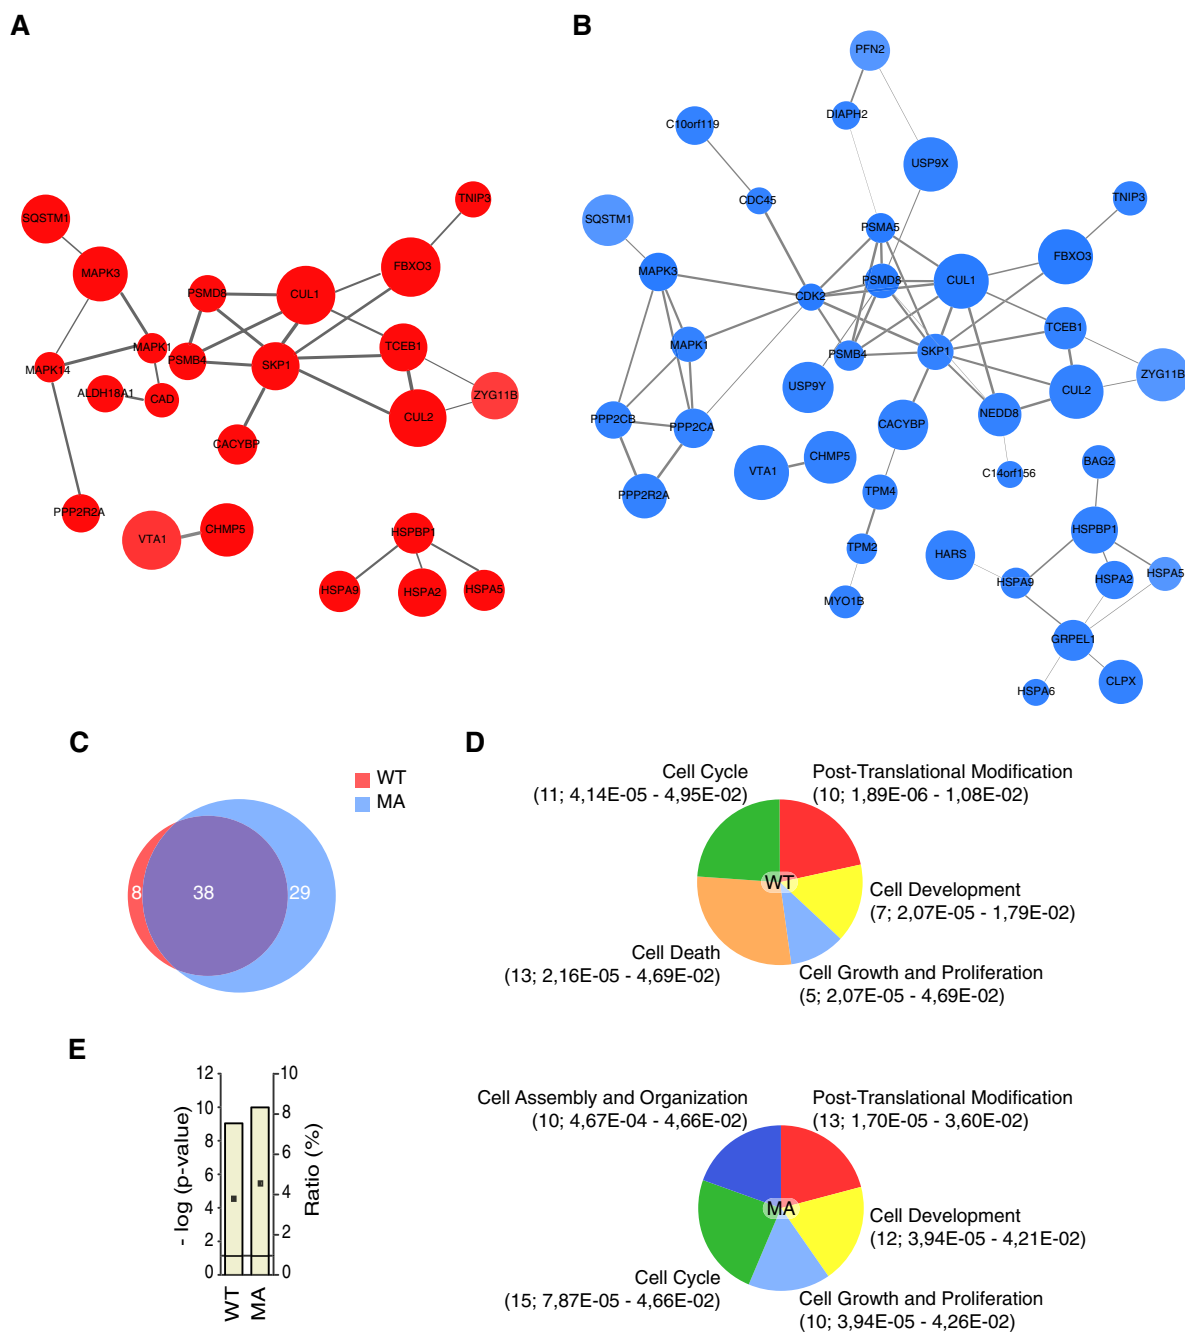 A
SQSTM1
MAPK3
MAPK14
MAPK1
ALDH18A1
CAD
PPP2R2A
PSMD8
PSMB4
CUL1
SKP1
FBXO3
TNIP3
TCEB1
ZYG11B
CUL2
CACYBP
VTA1
CHMP5
HSPBP1
HSPA9
HSPA2
HSPA5
B
PFN2
DIAPH2
C10orf119
USP9X
CDC45
TNIP3
SQSTM1
PSMA5
FBXO3
MAPK3
PSMD8
CUL1
CDK2
TCEB1
MAPK1
PSMB4
SKP1
ZYG11B
USP9Y
CUL2
PPP2CB
PPP2CA
CACYBP
NEDD8
VTA1
CHMP5
C14orf156
BAG2
PPP2R2A
TPM4
HSPBP1
TPM2
HARS
HSPA9
HSPA2
HSPA5
MYO1B
GRPEL1
HSPA6
CLPX
C
WT
MA
8
38
29
D
Cell Cycle
(11; 4,14E-05 - 4,95E-02)
Post-Translational Modification
(10; 1,89E-06 - 1,08E-02)
WT
Cell Development
(7; 2,07E-05 - 1,79E-02)
Cell Death
(13; 2,16E-05 - 4,69E-02)
Cell Growth and Proliferation
(5; 2,07E-05 - 4,69E-02)
Cell Assembly and Organization
(10; 4,67E-04 - 4,66E-02)
Post-Translational Modification
(13; 1,70E-05 - 3,60E-02)
MA
Cell Development
(12; 3,94E-05 - 4,21E-02)
Cell Cycle
(15; 7,87E-05 - 4,66E-02)
Cell Growth and Proliferation
(10; 3,94E-05 - 4,26E-02)
E
- log (p-value)
12
10
8
6
4
2
0
10
8
6
4
2
0
Ratio (%)
WT
MA